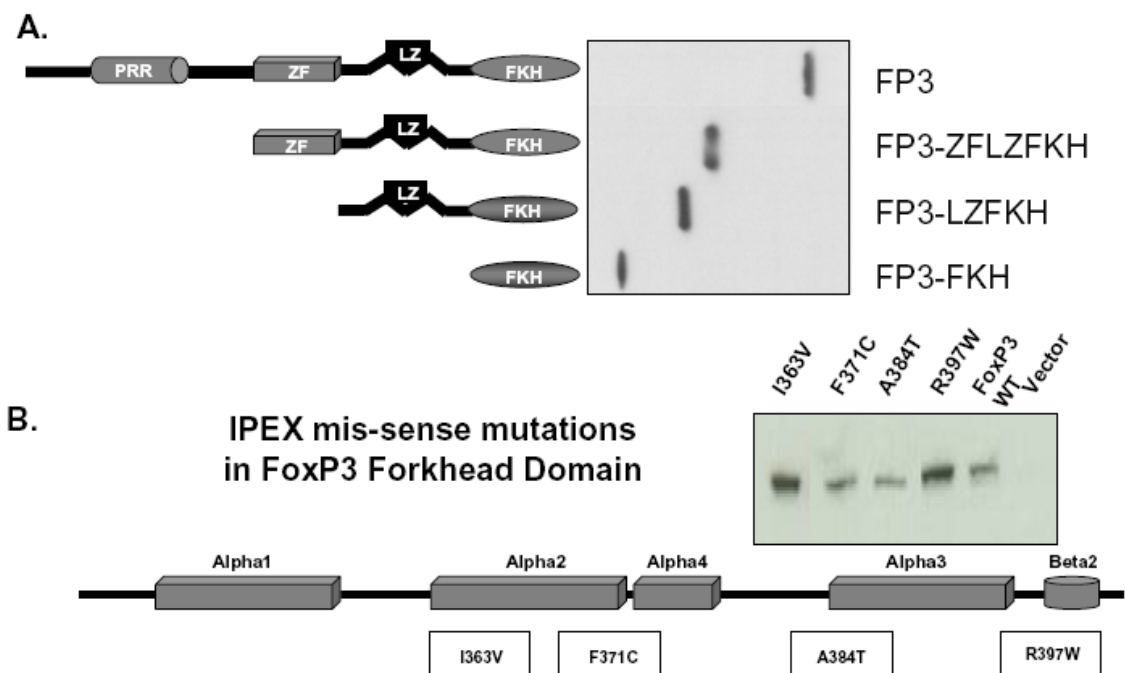 A.
PRR
ZF
LZ
FKH
FP3
ZF
LZ
FKH
FP3-ZFLZFKH
LZ
FKH
FP3-LZFKH
FKH
FP3-FKH
I363V
F371C
A384T
R397W
FoxP3
WT
Vector
B.
IPEX mis-sense mutations
in FoxP3 Forkhead Domain
Alpha1
Alpha2
Alpha4
Alpha3
Beta2
I363V
F371C
A384T
R397W